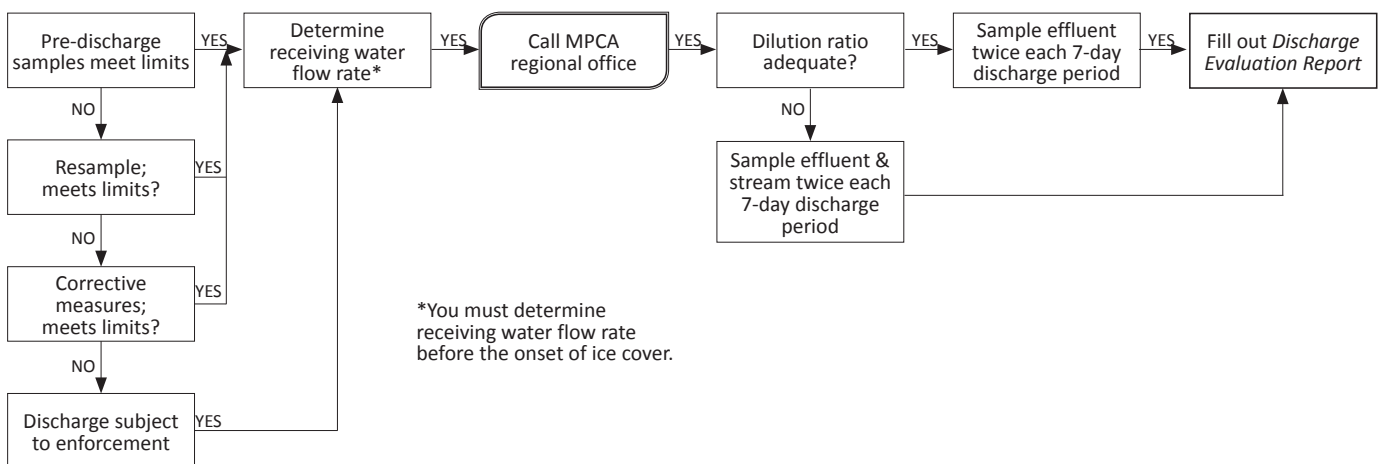 Pre-discharge
samples meet limits
YES
Determine
receiving water
flow rate*
YES
Call MPCA
regional office
YES
Dilution ratio
adequate?
YES
Sample effluent
twice each 7-day
discharge period
YES
Fill out Discharge
Evaluation Report
NO
Resample;
meets limits?
YES
NO
Sample effluent &
stream twice each
7-day discharge
period
NO
Corrective
measures;
meets limits?
YES
*You must determine
receiving water flow rate
before the onset of ice cover.
NO
Discharge subject
to enforcement
YES